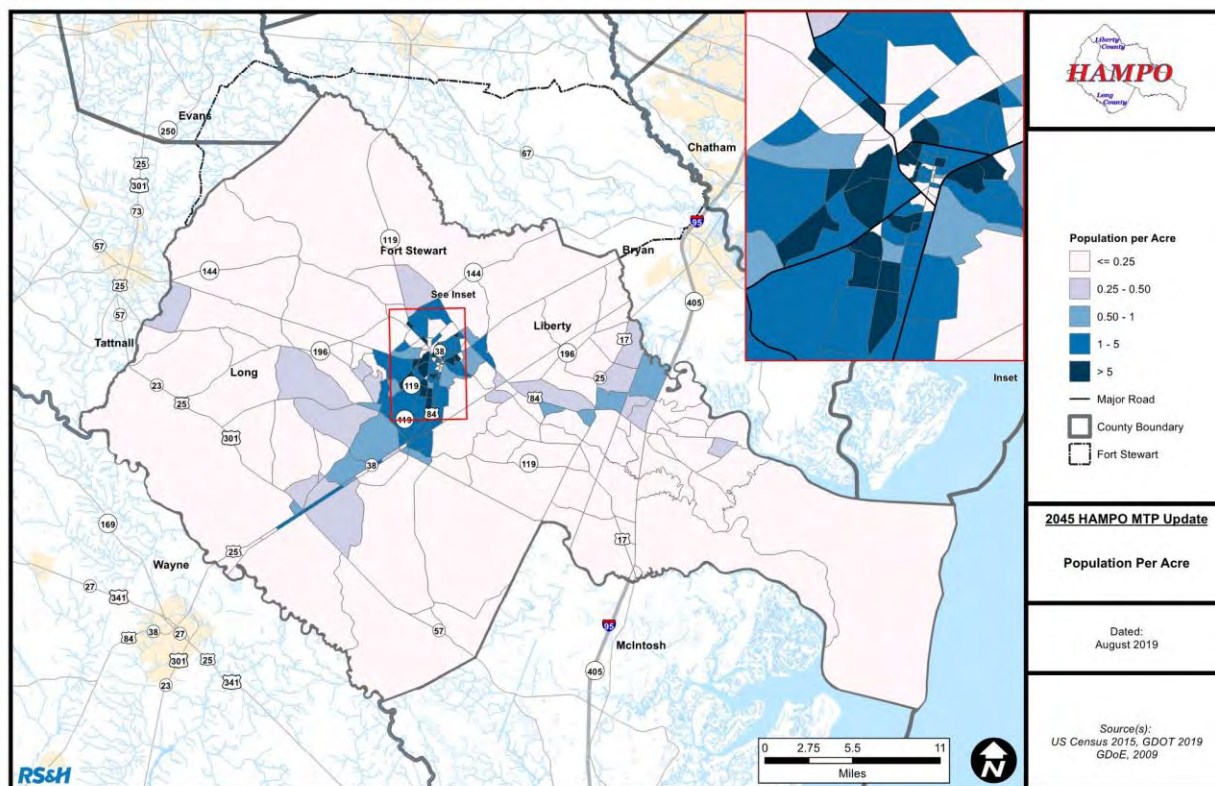 Evans
250
25
301
67
Chatham
73
95
119
Fort Stewart
Bryan
57
144
144
25
See Inset
405
57
Liberty
17
Tattnall
196
38
196
Long
25
Inset
23
119
84
25
119
84
301
38
119
169
17
25
Wayne
27
341
57
95
McIntosh
84
38
27
301
25
405
23
341
0 2.75 5.5 11
Miles
N
RS&H
Liberty
County
HAMPO
Long
County
Population per Acre
<= 0.25
0.25 - 0.50
0.50 - 1
1 - 5
> 5
Major Road
County Boundary
Fort Stewart
2045 HAMPO MTP Update
Population Per Acre
Dated:
August 2019
Source(s):
US Census 2015, GDOT 2019
GDoE, 2009